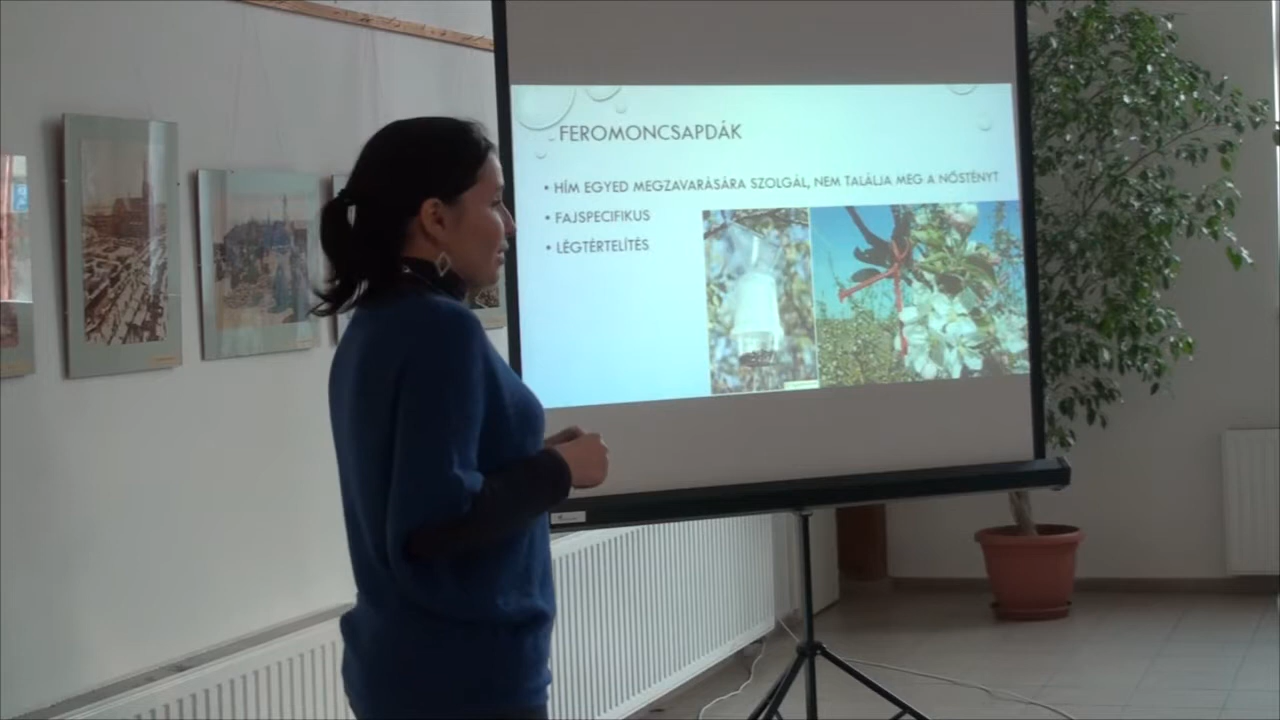 FEROMONCSAPDÁK
• HÍM EGYED MEGZAVARÁSÁRA SZOLGÁL, NEM TALÁLJA MEG A NŐSTÉNYT
• FAJSPECIFIKUS
• LÉGTÉRTELÍTÉS